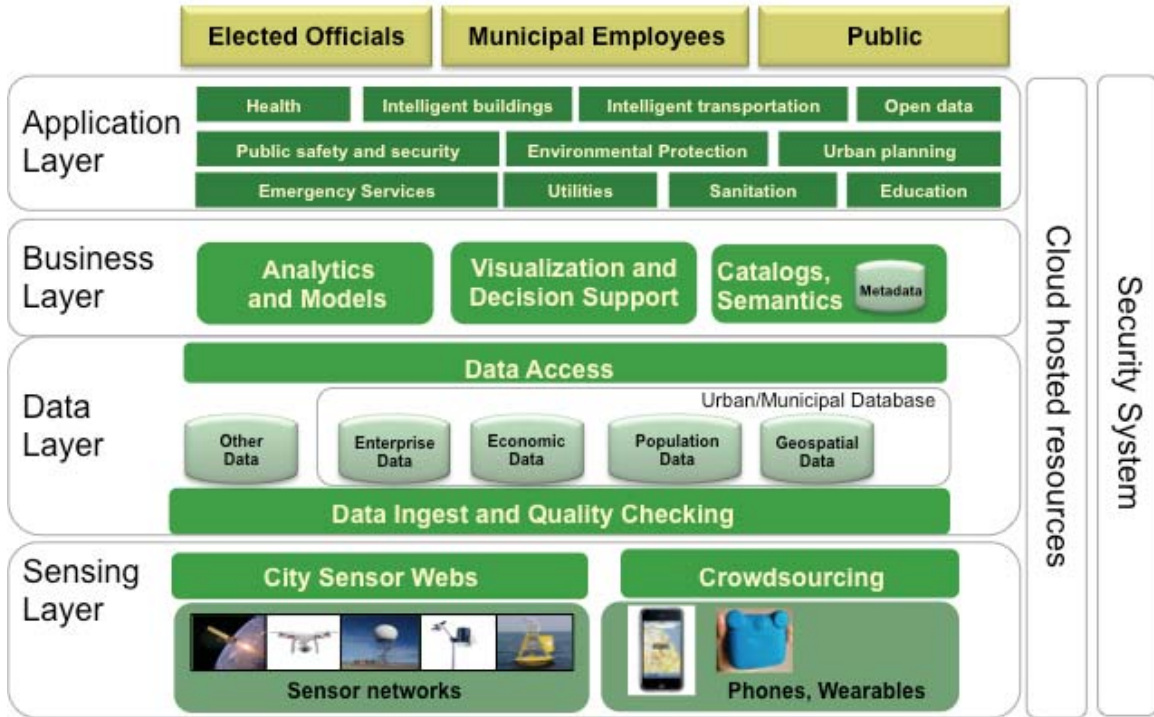 Elected Officials
Municipal Employees
Public
Application
Layer
Health
Intelligent buildings
Intelligent transportation
Open data
Public safety and security
Environmental Protection
Urban planning
Emergency Services
Utilities
Sanitation
Education
Business
Layer
Analytics
and Models
Visualization and
Decision Support
Catalogs,
Semantics
Metadata
Data
Layer
Data Access
Urban/Municipal Database
Other
Data
Enterprise
Data
Economic
Data
Population
Data
Geospatial
Data
Data Ingest and Quality Checking
Sensing
Layer
City Sensor Webs
Sensor networks
Crowdsourcing
Phones, Wearables
Cloud hosted resources
Security System